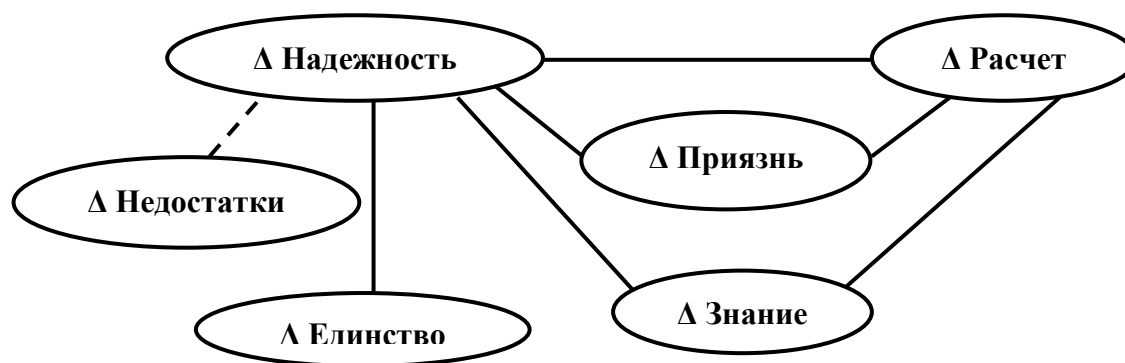 Δ Надежность
Δ Расчет
Δ Приязнь
Δ Недостатки
Δ Знание
Δ Единство